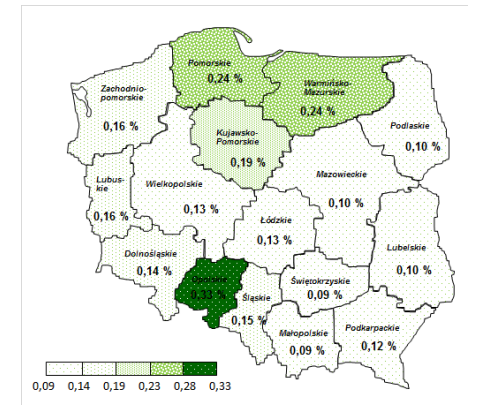 Pomorskie
0,24 %
Zachodnio-
pomorskie
0,16 %
Warmińsko-
Mazurskie
0,24 %
Podlaskie
0,10 %
Kujawsko-
Pomorskie
0,19 %
Mazowieckie
0,10 %
Lubus-
kie
0,16 %
Wielkopolskie
0,13 %
Łódzkie
0,13 %
Lubelskie
0,10 %
Dolnośląskie
0,14 %
Opolskie
0,33 %
Śląskie
0,15 %
Świętokrzyskie
0,09 %
Małopolskie
0,09 %
Podkarpackie
0,12 %
0,09 0,14 0,19 0,23 0,28 0,33